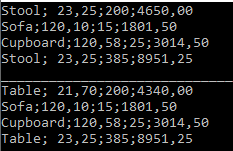 Stool; 23,25;200;4650,00
Sofa;120,10;15;1801,50
Cupboard;120,58;25;3014,50
Stool; 23,25;385;8951,25
Table; 21,70;200;4340,00
Sofa;120,10;15;1801,50
Cupboard;120,58;25;3014,50
Table; 23,25;385;8951,25